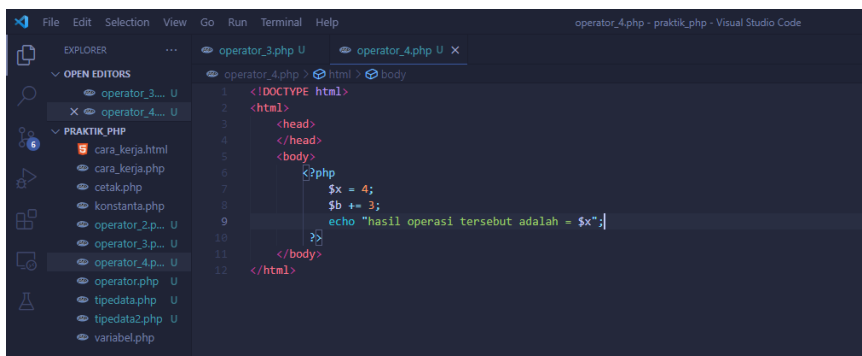 File Edit Selection View Go Run Terminal Help operator_4.php - praktik_php - Visual Studio Code
EXPLORER ...
OPEN EDITORS
operator_3.... U
operator_4.... U
PRAKTIK_PHP
cara_kerja.html
cara_kerja.php
cetak.php
konstanta.php
operator_2.p... U
operator_3.p... U
operator_4.p... U
operator.php U
tipedata.php U
tipedata2.php U
variabel.php
6
operator_3.php U operator_4.php U
operator_4.php > html > body
1 <!DOCTYPE html>
2 <html>
3 <head>
4 </head>
5 <body>
6 <?php
7 $x = 4;
8 $b += 3;
9 echo "hasil operasi tersebut adalah = $x";
10 ?>
11 </body>
12 </html>